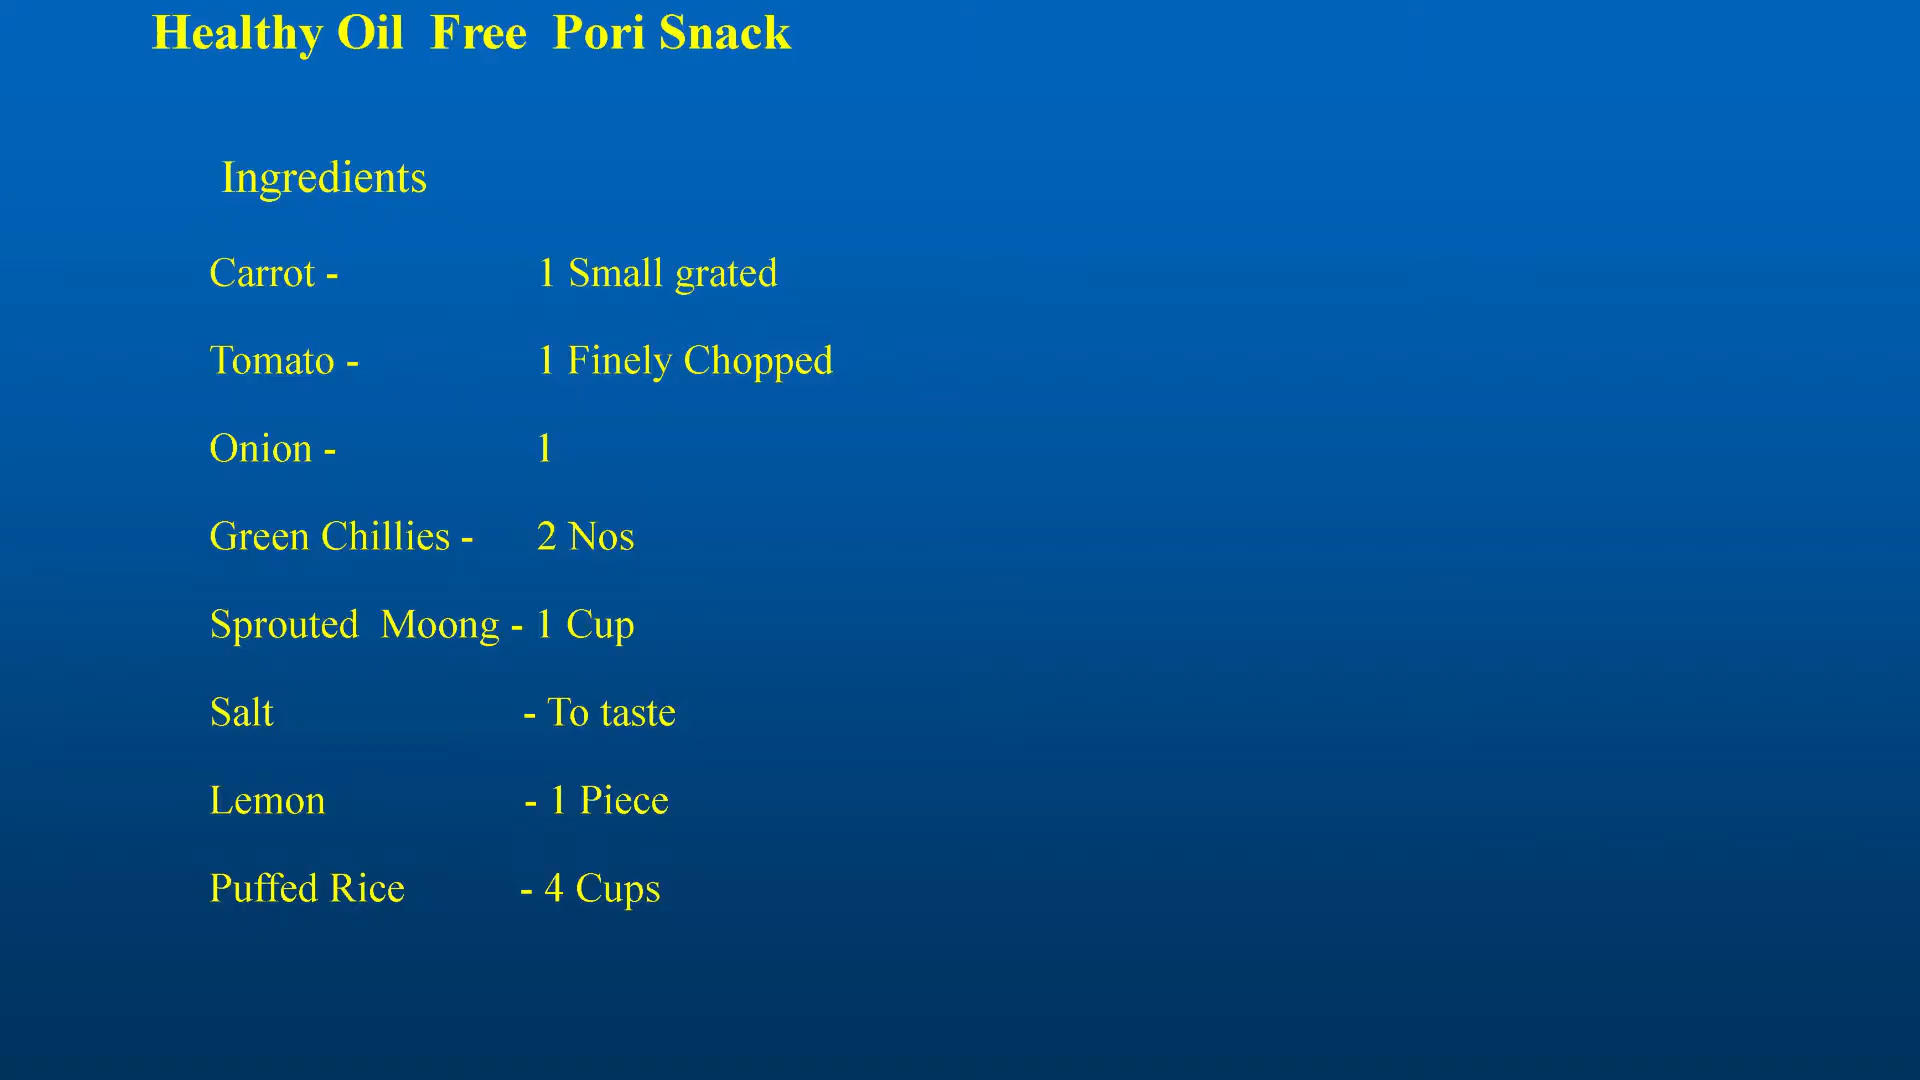 Healthy Oil  Free  Pori Snack
Ingredients
Carrot - 1 Small grated
Tomato - 1 Finely Chopped
Onion - 1
Green Chillies - 2 Nos
Sprouted  Moong - 1 Cup
Salt - To taste
Lemon - 1 Piece
Puffed Rice - 4 Cups